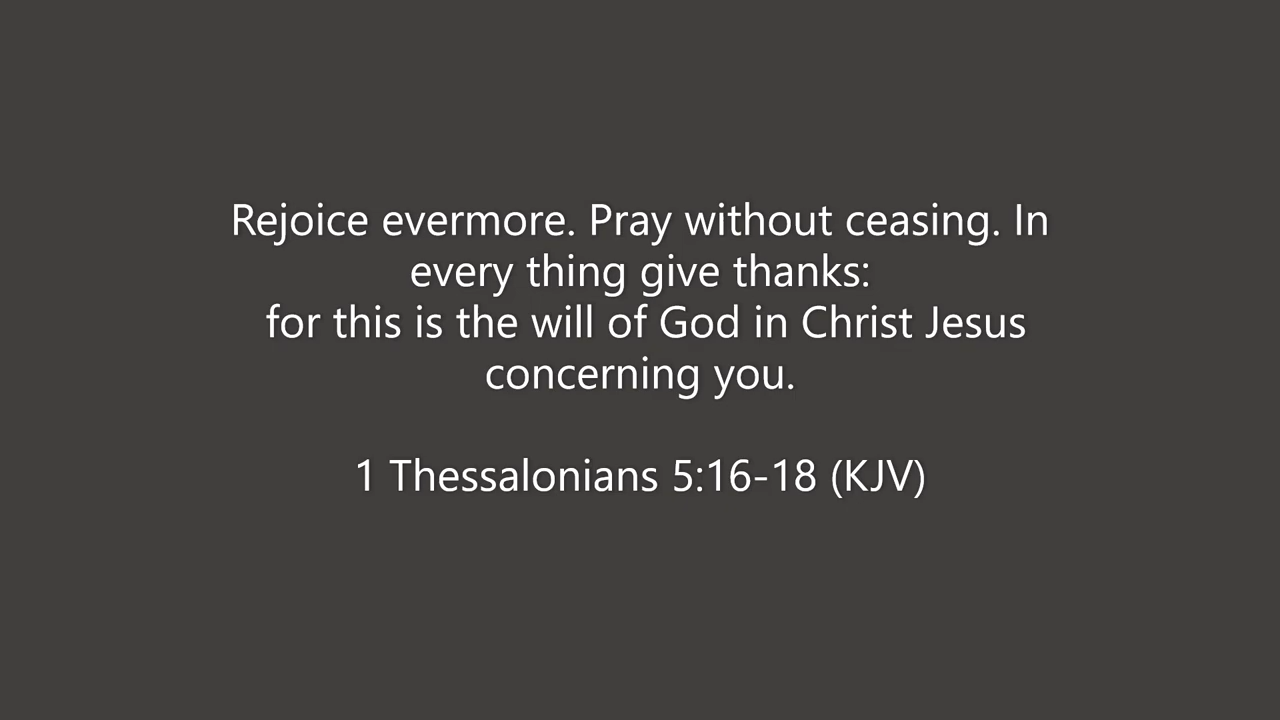 Rejoice evermore. Pray without ceasing. In
every thing give thanks:
for this is the will of God in Christ Jesus
concerning you.
1 Thessalonians 5:16-18 (KJV)